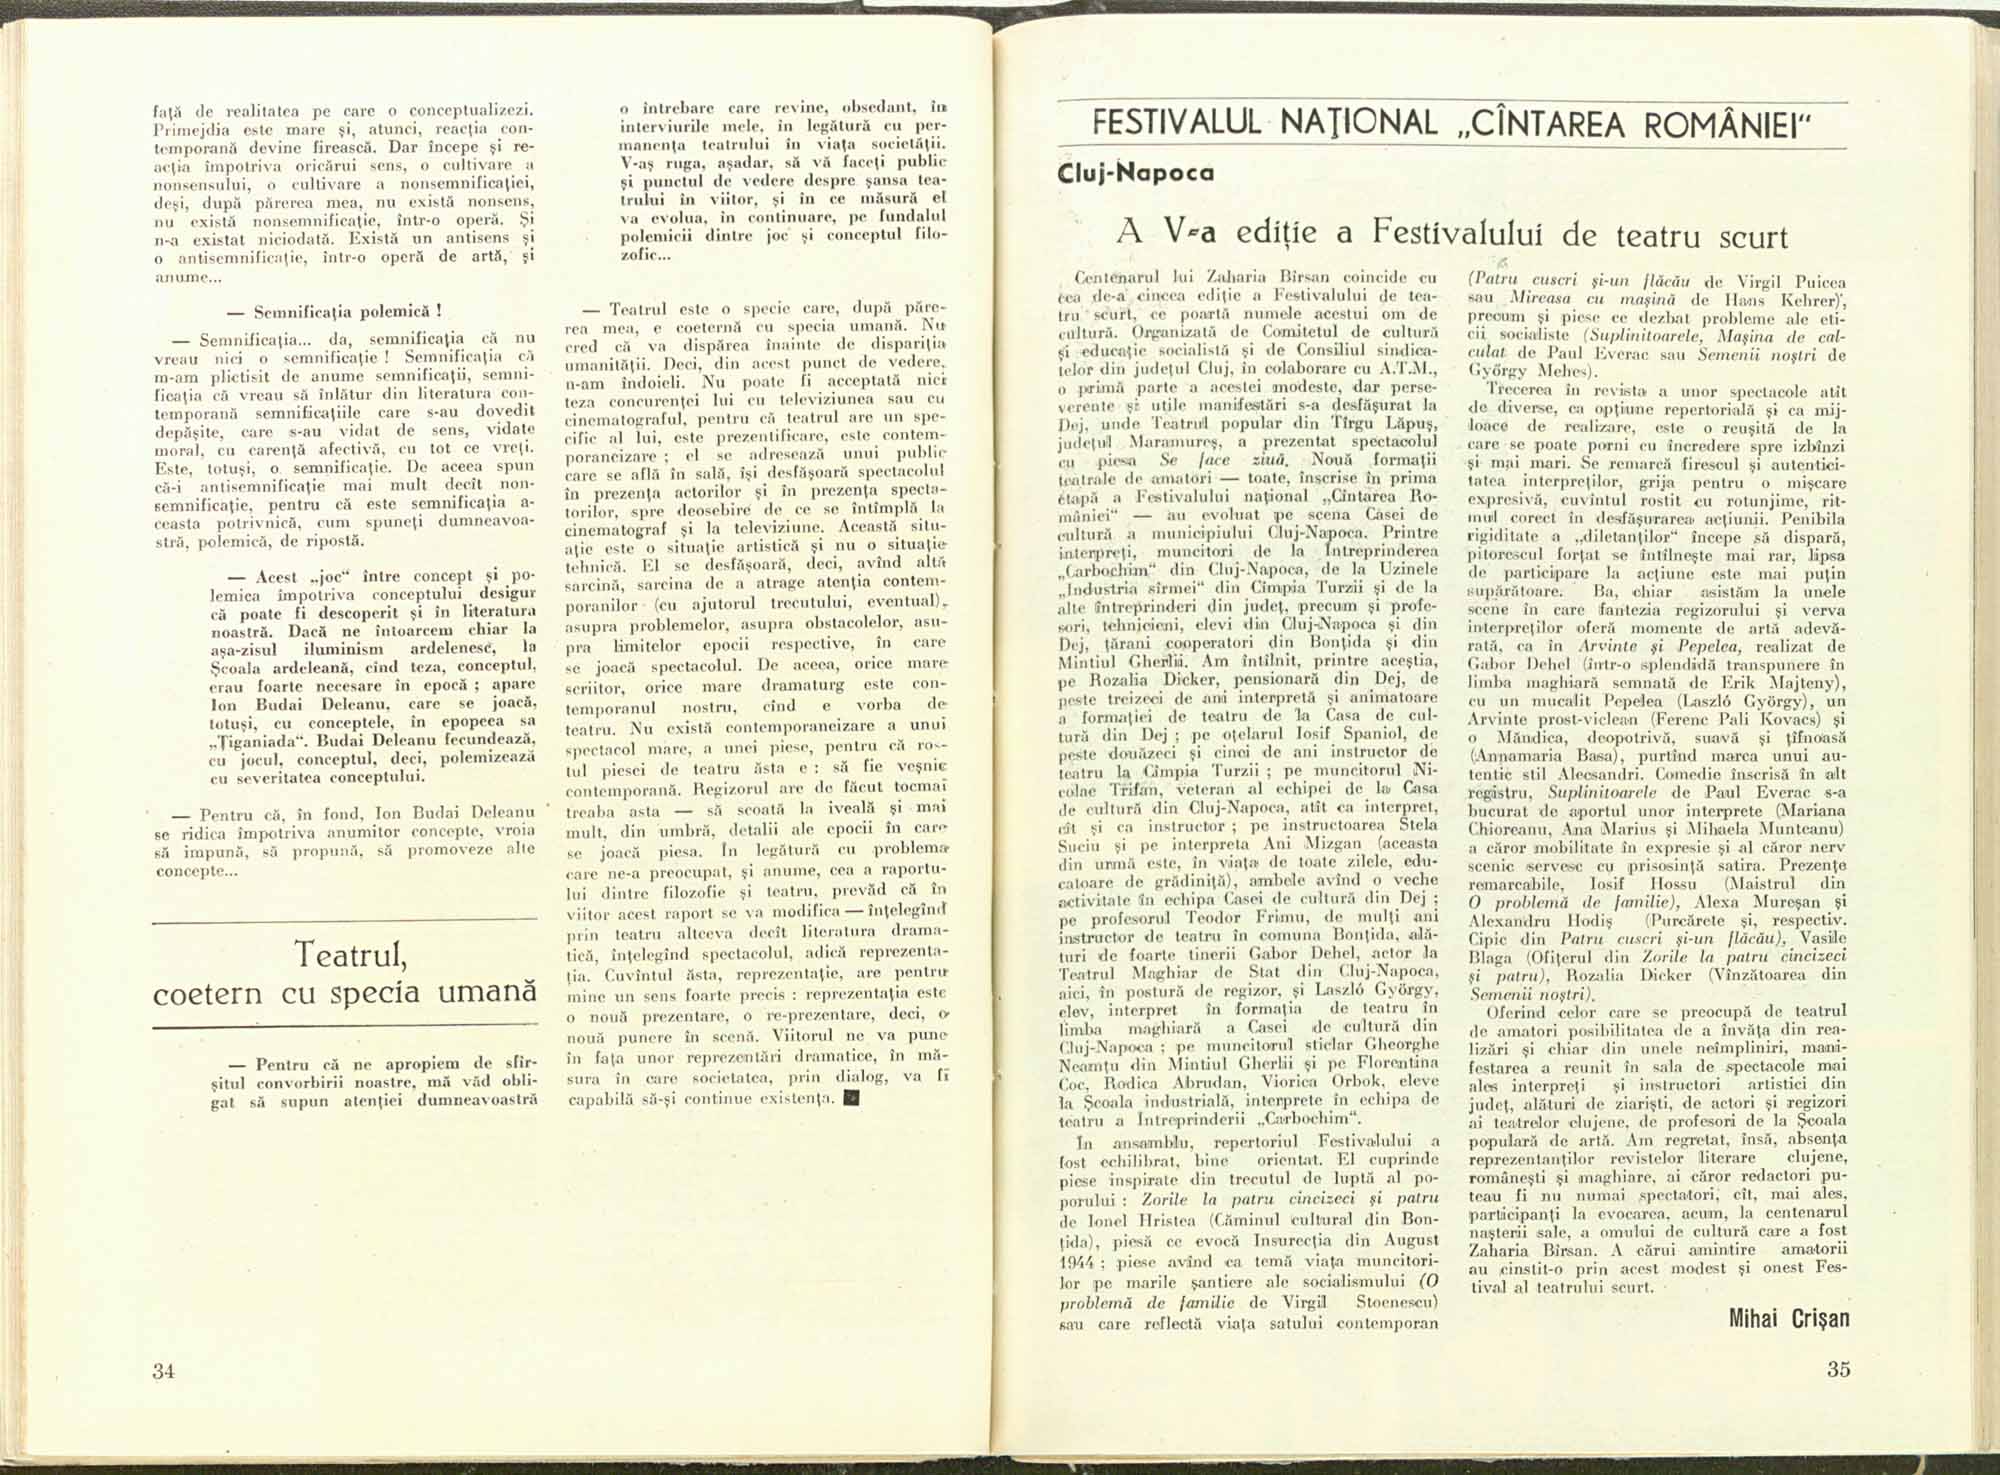 față de realitatea pe care o conceptualizezi.
Primejdia este mare și, atunci, reacția con-
temporană devine firească. Dar începe și re-
acția împotriva oricărui sens, o cultivare a
nonsensului, o cultivare a nonsemnificației,
deși, după părerea mea, nu există nonsens,
nu există nonsemnificație, într-o operă. Și
n-a existat niciodată. Există un antisens și
o antisemnificație, într-o operă de artă, și
anume...
— Semnificația polemică !
— Semnificația... da, semnificația că nu
vreau nici o semnificație ! Semnificația că
m-am plictisit de anume semnificații, semni-
ficația că vreau să înlătur din literatura con-
temporană semnificațiile care s-au dovedit
depășite, care s-au vidat de sens, vidate
moral, cu carență afectivă, cu tot ce vreți.
Este, totuși, o semnificație. De aceea spun
că-i antisemnificație mai mult decît non-
semnificație, pentru că este semnificația a-
ceasta potrivnică, cum spuneți dumneavoa-
stră, polemică, de ripostă.
— Acest „joc“ între concept și po-
lemica împotriva conceptului desigur
că poate fi descoperit și în literatura
noastră. Dacă ne întoarcem chiar la
așa-zisul iluminism ardelenesc, la
Școala ardeleană, cînd teza, conceptul,
erau foarte necesare în epocă ; apare
Ion Budai Deleanu, care se joacă,
totuși, cu conceptele, în epopeea sa
„Țiganiada“. Budai Deleanu fecundează,
cu jocul, conceptul, deci, polemizează
cu severitatea conceptului.
— Pentru că, în fond, Ion Budai Deleanu
se ridica împotriva anumitor concepte, vroia
să impună, să propună, să promoveze alte
concepte...
Teatrul,
coetern cu specia umană
— Pentru că ne apropiem de sfîr-
șitul convorbirii noastre, mă văd obli-
gat să supun atenției dumneavoastră
o întrebare care revine, obsedant, în
interviurile mele, în legătură cu per-
manența teatrului în viața societății.
V-aș ruga, așadar, să vă faceți public
și punctul de vedere despre șansa tea-
trului în viitor, și în ce măsură el
va evolua, în continuare, pe fundalul
polemicii dintre joc și conceptul filo-
zofic...
— Teatrul este o specie care, după păre-
rea mea, e coeternă cu specia umană. Nu
cred că va dispărea înainte de dispariția
umanității. Deci, din acest punct de vedere,
n-am îndoieli. Nu poate fi acceptată nici
teza concurenței lui cu televiziunea sau cu
cinematograful, pentru că teatrul are un spe-
cific al lui, este prezentificare, este contem-
poraneizare ; el se adresează unui public
care se află în sală, își desfășoară spectacolul
în prezența actorilor și în prezența specta-
torilor, spre deosebire de ce se întîmplă la
cinematograf și la televiziune. Această situ-
ație este o situație artistică și nu o situație
tehnică. El se desfășoară, deci, avînd altă
sarcină, sarcina de a atrage atenția contem-
poranilor (cu ajutorul trecutului, eventual),
asupra problemelor, asupra obstacolelor, asu-
pra limitelor epocii respective, în care
se joacă spectacolul. De aceea, orice mare
scriitor, orice mare dramaturg este con-
temporanul nostru, cînd e vorba de
teatru. Nu există contemporaneizare a unui
spectacol mare, a unei piese, pentru că ros-
tul piesei de teatru ăsta e : să fie veșnic
contemporană. Regizorul are de făcut tocmai
treaba asta — să scoată la iveală și mai
mult, din umbră, detalii ale epocii în care
se joacă piesa. În legătură cu problema
care ne-a preocupat, și anume, cea a raportu-
lui dintre filozofie și teatru, prevăd că în
viitor acest raport se va modifica — înțelegînd
prin teatru altceva decît literatura drama-
tică, înțelegînd spectacolul, adică reprezenta-
ția. Cuvîntul ăsta, reprezentație, are pentru
mine un sens foarte precis : reprezentația este
o nouă prezentare, o re-prezentare, deci, o
nouă punere în scenă. Viitorul ne va pune
în fața unor reprezentări dramatice, în mă-
sura în care societatea, prin dialog, va fi
capabilă să-și continue existența.
34
FESTIVALUL NAȚIONAL „CÎNTAREA ROMÂNIEI“
Cluj-Napoca
A V-a ediție a Festivalului de teatru scurt
Centenarul lui Zaharia Bîrsan coincide cu
cea de-a cincea ediție a Festivalului de tea-
tru scurt, ce poartă numele acestui om de
cultură. Organizată de Comitetul de cultură
și educație socialistă și de Consiliul sindica-
telor din județul Cluj, în colaborare cu A.T.M.,
o primă parte a acestei modeste, dar perse-
verente și utile manifestări s-a desfășurat la
Dej, unde Teatrul popular din Tîrgu Lăpuș,
județul Maramureș, a prezentat spectacolul
cu piesa Se face ziuă. Nouă formații
teatrale de amatori — toate, înscrise în prima
etapă a Festivalului național „Cîntarea Ro-
mâniei“ — au evoluat pe scena Casei de
cultură a municipiului Cluj-Napoca. Printre
interpreți, muncitori de la Întreprinderea
„Carbochim“ din Cluj-Napoca, de la Uzinele
„Industria sîrmei“ din Cîmpia Turzii și de la
alte întreprinderi din județ, precum și profe-
sori, tehnicieni, elevi din Cluj-Napoca și din
Dej, țărani cooperatori din Bonțida și din
Mintiul Gherlii. Am întîlnit, printre aceștia,
pe Rozalia Dicker, pensionară din Dej, de
peste treizeci de ani interpretă și animatoare
a formației de teatru de la Casa de cul-
tură din Dej ; pe oțelarul Iosif Spaniol, de
peste douăzeci și cinci de ani instructor de
teatru la Cîmpia Turzii ; pe muncitorul Ni-
colae Trifan, veteran al echipei de la Casa
de cultură din Cluj-Napoca, atît ca interpret,
cît și ca instructor ; pe instructoarea Stela
Suciu și pe interpreta Ani Mizgan (aceasta
din urmă este, în viața de toate zilele, edu-
catoare de grădiniță), ambele avînd o veche
activitate în echipa Casei de cultură din Dej ;
pe profesorul Teodor Frimu, de mulți ani
instructor de teatru în comuna Bonțida, ală-
turi de foarte tinerii Gabor Dehel, actor la
Teatrul Maghiar de Stat din Cluj-Napoca,
aici, în postură de regizor, și Laszló György,
elev, interpret în formația de teatru în
limba maghiară a Casei de cultură din
Cluj-Napoca ; pe muncitorul sticlar Gheorghe
Neamțu din Mintiul Gherlii și pe Florentina
Coc, Rodica Abrudan, Viorica Orbok, eleve
la Școala industrială, interprete în echipa de
teatru a Intreprinderii „Carbochim“.
In ansamblu, repertoriul Festivalului a
fost echilibrat, bine orientat. El cuprinde
piese inspirate din trecutul de luptă al po-
porului : Zorile la patru cincizeci și patru
de Ionel Hristea (Căminul cultural din Bon-
țida), piesă ce evocă Insurecția din August
1944 ; piese avînd ca temă viața muncitori-
lor pe marile șantiere ale socialismului (O
problemă de familie de Virgil Stoenescu)
sau care reflectă viața satului contemporan
(Patru cuscri și-un flăcău de Virgil Puicea
sau Mireasa cu mașină de Hans Kehrer),
precum și piese ce dezbat probleme ale eti-
cii socialiste (Suplinitoarele, Mașina de cal-
culat de Paul Everac sau Semenii noștri de
György Mehes).
Trecerea în revistă a unor spectacole atît
de diverse, ca opțiune repertorială și ca mij-
loace de realizare, este o reușită de la
care se poate porni cu încredere spre izbînzi
și mai mari. Se remarcă firescul și autentici-
tatea interpreților, grija pentru o mișcare
expresivă, cuvîntul rostit cu rotunjime, rit-
mul corect în desfășurarea acțiunii. Penibila
rigiditate a „diletanților“ începe să dispară,
pitorescul forțat se întîlnește mai rar, lipsa
de participare la acțiune este mai puțin
supărătoare. Ba, chiar asistăm la unele
scene în care fantezia regizorului și verva
interpreților oferă momente de artă adevă-
rată, ca în Arvinte și Pepelea, realizat de
Gabor Dehel (într-o splendidă transpunere în
limba maghiară semnată de Erik Majteny),
cu un mucalit Pepelea (Laszló György), un
Arvinte prost-viclean (Ferenc Pali Kovacs) și
o Măndica, deopotrivă, suavă și țîfnoasă
(Annamaria Basa), purtînd marca unui au-
tentic stil Alecsandri. Comedie înscrisă în alt
registru, Suplinitoarele de Paul Everac s-a
bucurat de aportul unor interprete (Mariana
Chioreanu, Ana Marius și Mihaela Munteanu)
a căror mobilitate în expresie și al căror nerv
scenic servesc cu prisosință satira. Prezențe
remarcabile, Iosif Hossu (Maistrul din
O problemă de familie), Alexa Mureșan și
Alexandru Hodiș (Purcărete și, respectiv,
Cipic din Patru cuscri și-un flăcău), Vasile
Blaga (Ofițerul din Zorile la patru cincizeci
și patru), Rozalia Dicker (Vînzătoarea din
Semenii noștri).
Oferind celor care se preocupă de teatrul
de amatori posibilitatea de a învăța din rea-
lizări și chiar din unele neîmpliniri, mani-
festarea a reunit în sala de spectacole mai
ales interpreți și instructori artistici din
județ, alături de ziariști, de actori și regizori
ai teatrelor clujene, de profesori de la Școala
populară de artă. Am regretat, însă, absența
reprezentanților revistelor literare clujene,
românești și maghiare, ai căror redactori pu-
teau fi nu numai spectatori, cît, mai ales,
participanți la evocarea, acum, la centenarul
nașterii sale, a omului de cultură care a fost
Zaharia Bîrsan. A cărui amintire amatorii
au cinstit-o prin acest modest și onest Fes-
tival al teatrului scurt.
Mihai Crișan
35